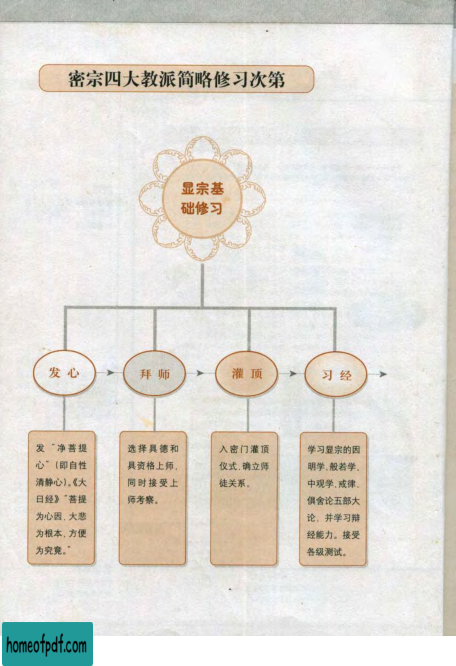 密宗四大教派简略修习次第
显宗基
础修习
发心
拜师
灌顶
习经
发“净菩提
心”(即自性
清静心)。《大
日经》“菩提
为心因，大悲
为根本，方便
为究竟。”
选择具德和
具资格上师，
同时接受上
师考察。
入密门灌顶
仪式，确立师
徒关系。
学习显宗的因
明学，般若学，
中观学，戒律，
俱舍论五部大
论，并学习辩
经能力。接受
各级测试。
homeofpdf.com